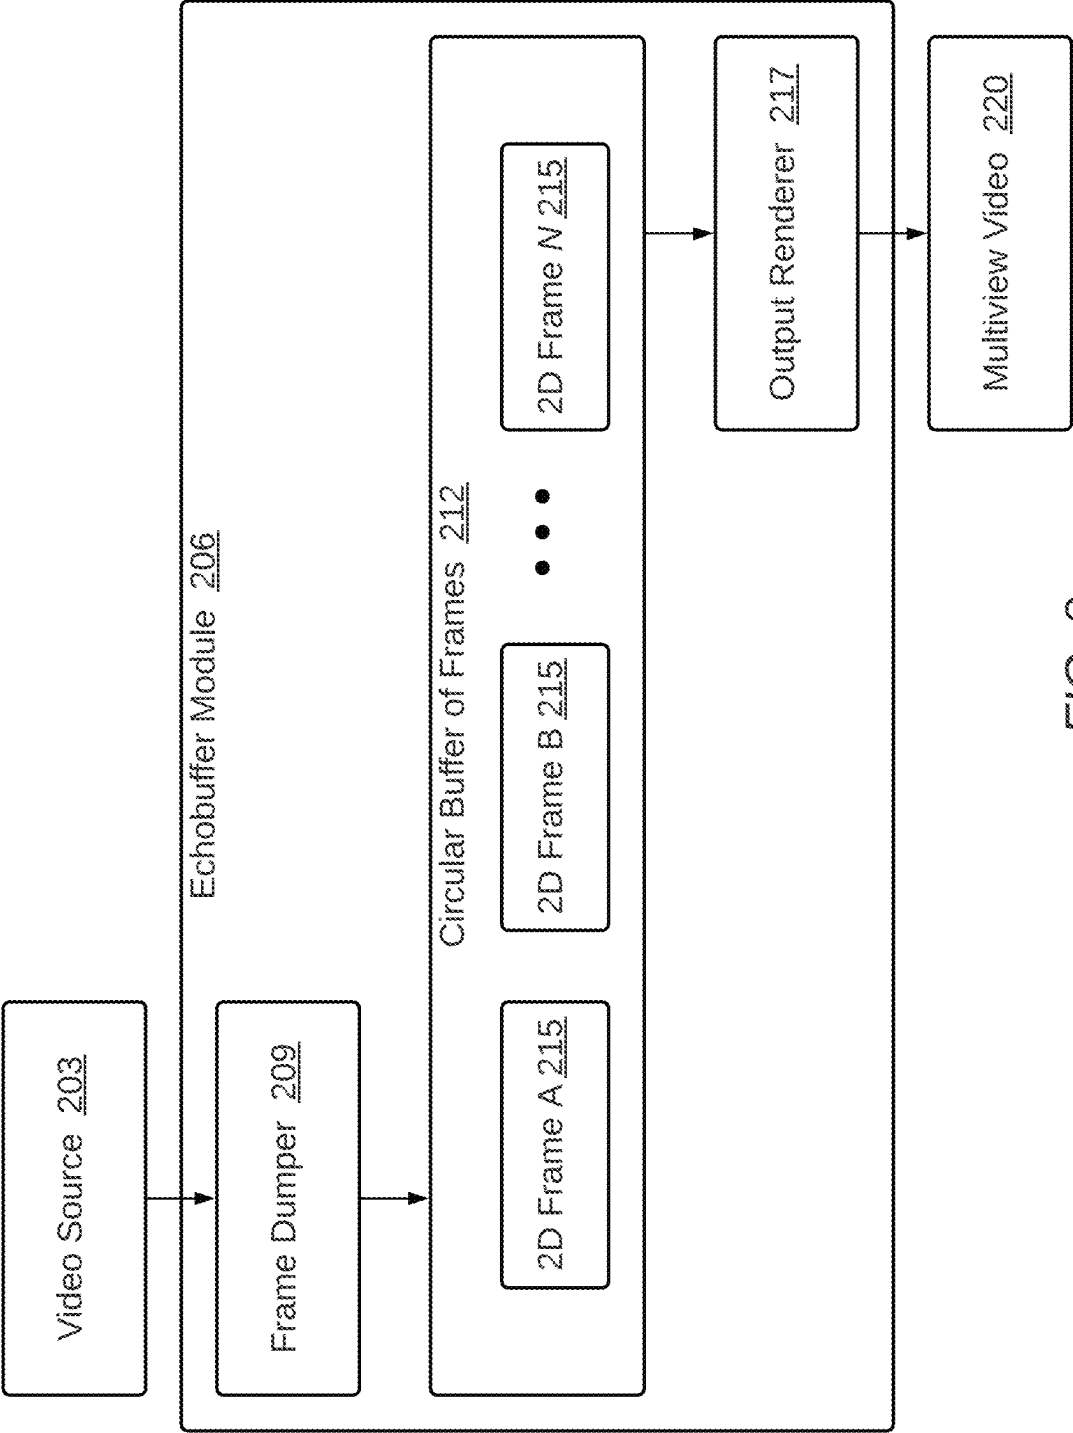 Video Source 203
Echobuffer Module 206
Frame Dumper 209
Circular Buffer of Frames 212
2D Frame A 215
2D Frame B 215
2D Frame N 215
Output Renderer 217
Multiview Video 220